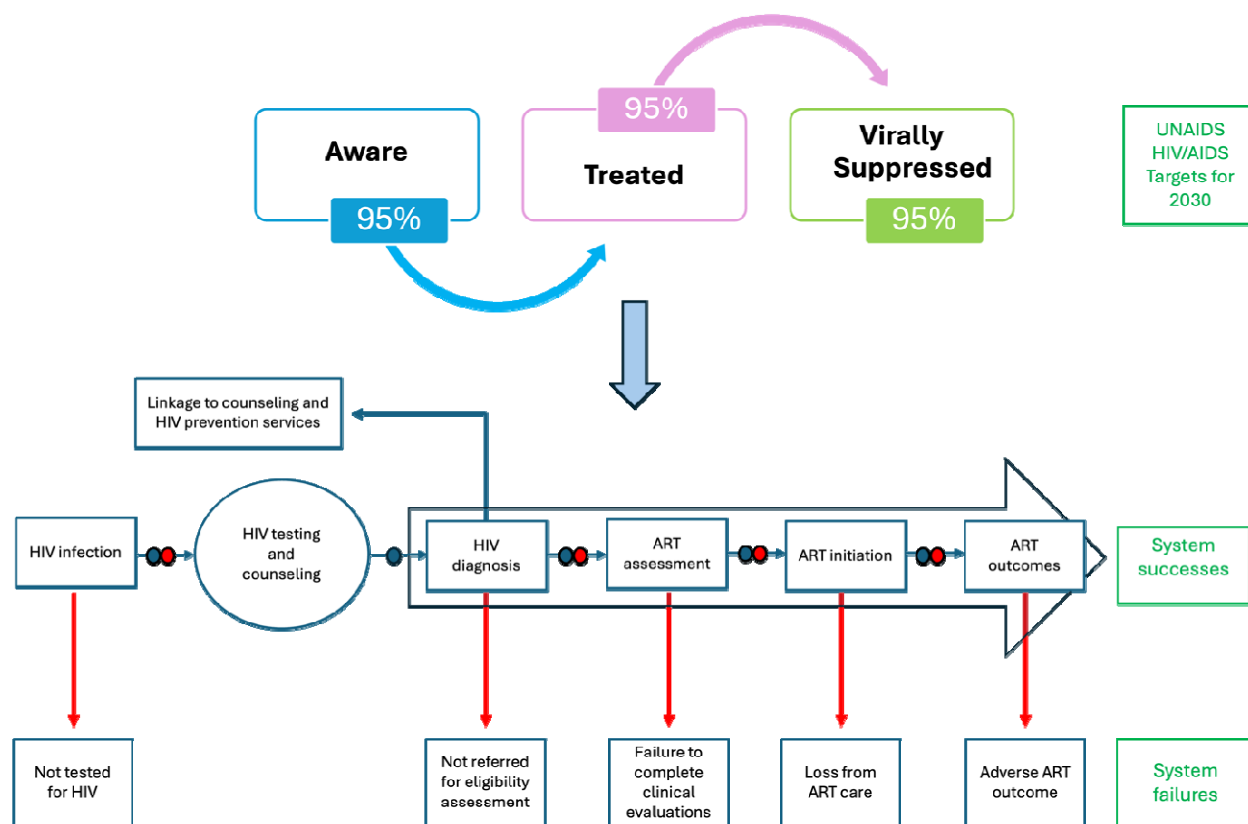 95%
Aware
Treated
Virally
Suppressed
95%
95%
UNAIDS
HIV/AIDS
Targets for
2030
Linkage to counseling and
HIV prevention services
HIV infection
HIV testing
and
counseling
HIV
diagnosis
ART
assessment
ART initiation
ART
outcomes
System
successes
Not tested
for HIV
Not referred
for eligibility
assessment
Failure to
complete
clinical
evaluations
Loss from
ART care
Adverse ART
outcome
System
failures